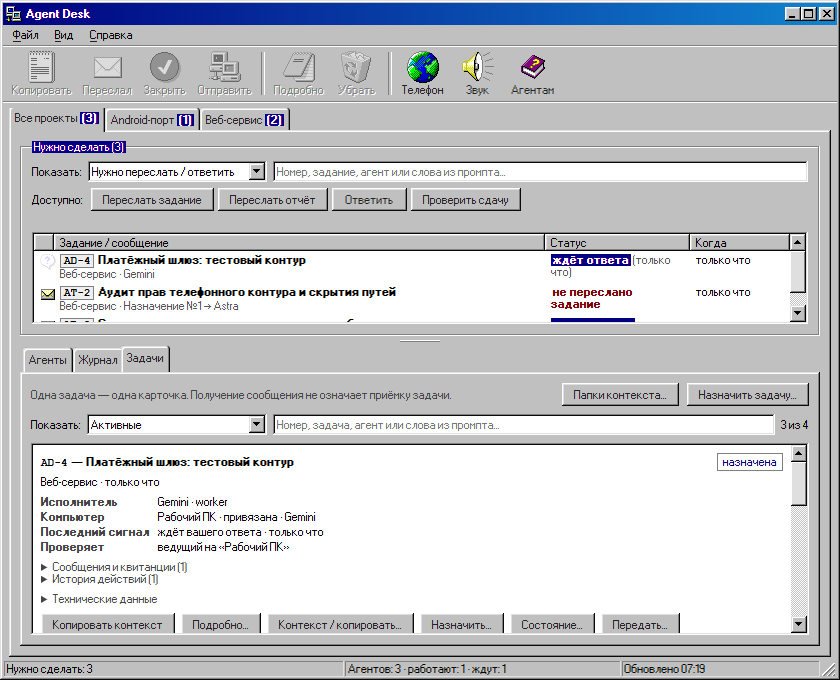 Agent Desk
Файл Вид Справка
Копировать Переслал Закрыть Отправить Подробно Убрать Телефон Звук Агентам
Все проекты [3] Android-порт [1] Веб-сервис [2]
Нужно сделать [3]
Показать: Нужно переслать / ответить Номер, задание, агент или слова из промпта...
Доступно: Переслать задание Переслать отчёт Ответить Проверить сдачу
Задание / сообщение Статус Когда
AD-4 Платёжный шлюз: тестовый контур ждёт ответа (только что) только что
Веб-сервис · Gemini
AT-2 Аудит прав телефонного контура и скрытия путей не переслано задание только что
Веб-сервис · Назначение №1 → Astra
Агенты Журнал Задачи
Одна задача — одна карточка. Получение сообщения не означает приёмку задачи. Папки контекста... Назначить задачу...
Показать: Активные Номер, задача, агент или слова из промпта... 3 из 4
AD-4 — Платёжный шлюз: тестовый контур назначена
Веб-сервис · только что
Исполнитель Gemini · worker
Компьютер Рабочий ПК · привязана · Gemini
Последний сигнал ждёт вашего ответа · только что
Проверяет ведущий на «Рабочий ПК»
Сообщения и квитанции (1)
История действий (1)
Технические данные
Копировать контекст Подробно... Контекст / копировать... Назначить... Состояние... Передать...
Нужно сделать: 3 Агентов: 3 · работают: 1 · ждут: 1 Обновлено 07:19